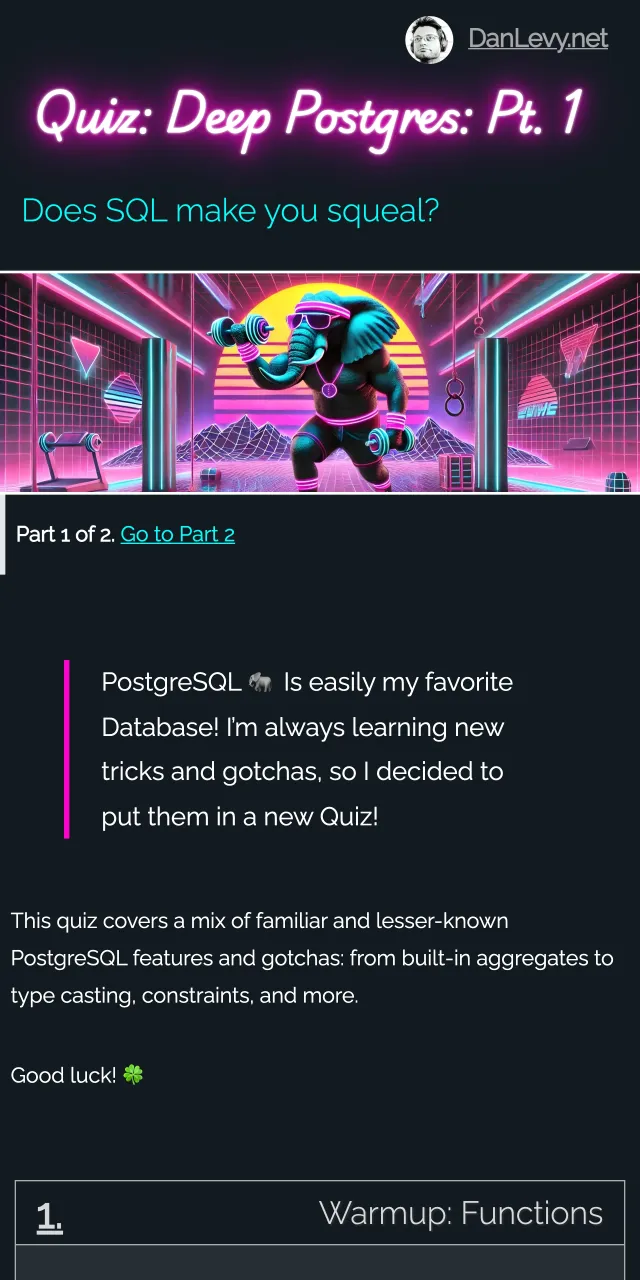 DanLevy.net
Quiz: Deep Postgres: Pt. 1
Does SQL make you squeal?
Part 1 of 2. Go to Part 2
PostgreSQL 🐘 Is easily my favorite
Database! I'm always learning new
tricks and gotchas, so I decided to
put them in a new Quiz!
This quiz covers a mix of familiar and lesser-known
PostgreSQL features and gotchas: from built-in aggregates to
type casting, constraints, and more.
Good luck! 🍀
1.
Warmup: Functions